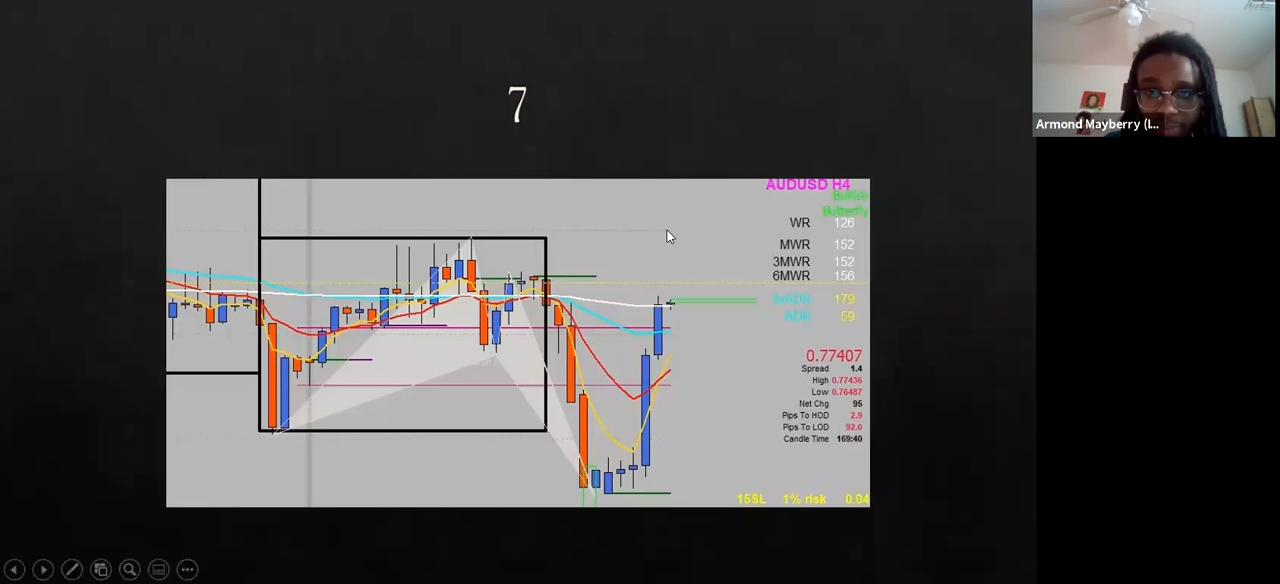 7
Armond Mayberry (I...
AUDUSD H4
Bullish
Butterfly
WR 126
MWR 152
3MWR 152
6MWR 156
179
ADR 59
0.77407
Spread 1.4
High 0.77436
Low 0.76487
Net Chg 95
Pips To HOD 2.9
Pips To LOD 92.0
Candle Time 169:40
15SL 1% risk 0.04